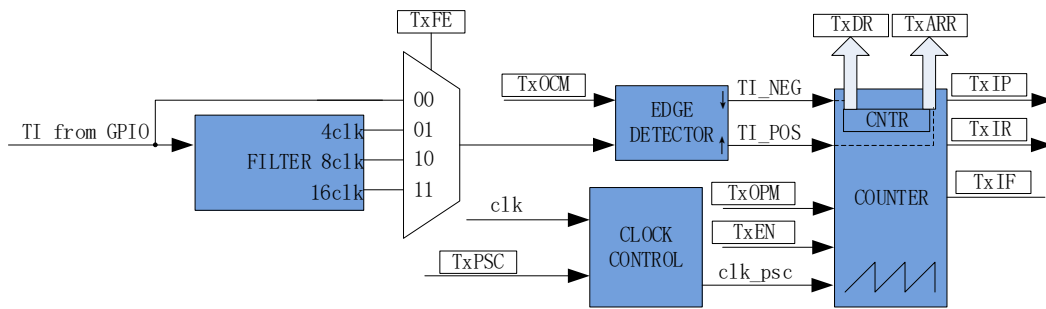 TxFE
TxDR
TxARR
TxOCM
TI_NEG
TxIP
00
EDGE
DETECTOR
↓
↑
CNTR
TI from GPIO
4clk
01
TI_POS
TxIR
FILTER 8clk
10
16clk
11
TxIF
clk
TxOPM
COUNTER
CLOCK
CONTROL
TxEN
TxPSC
clk_psc